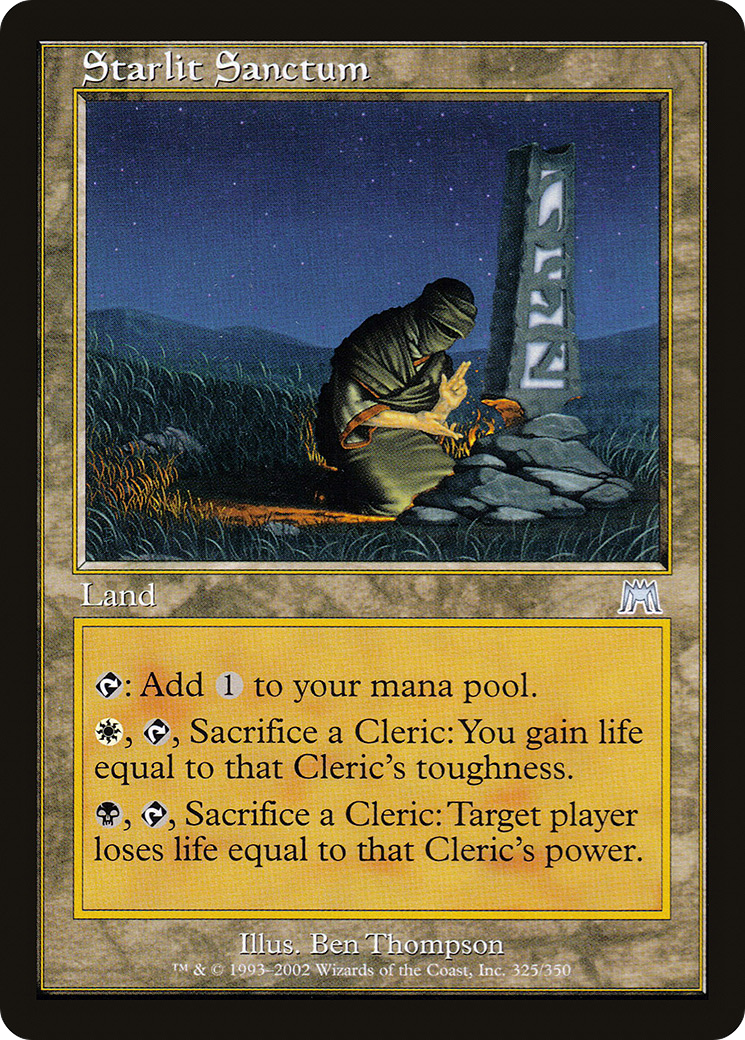 Starlit Sanctum
Land
: Add 1 to your mana pool.
, , Sacrifice a Cleric: You gain life
equal to that Cleric's toughness.
, , Sacrifice a Cleric: Target player
loses life equal to that Cleric's power.
Illus. Ben Thompson
™ & © 1993–2002 Wizards of the Coast, Inc. 325/350